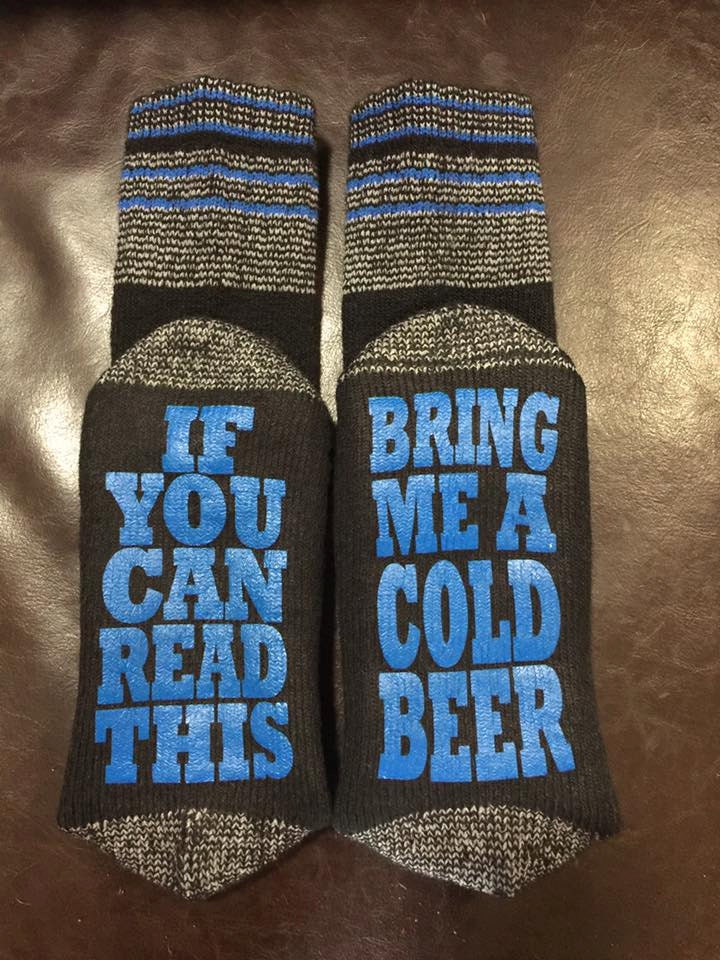 IF
YOU
CAN
READ
THIS
BRING
ME A
COLD
BEER